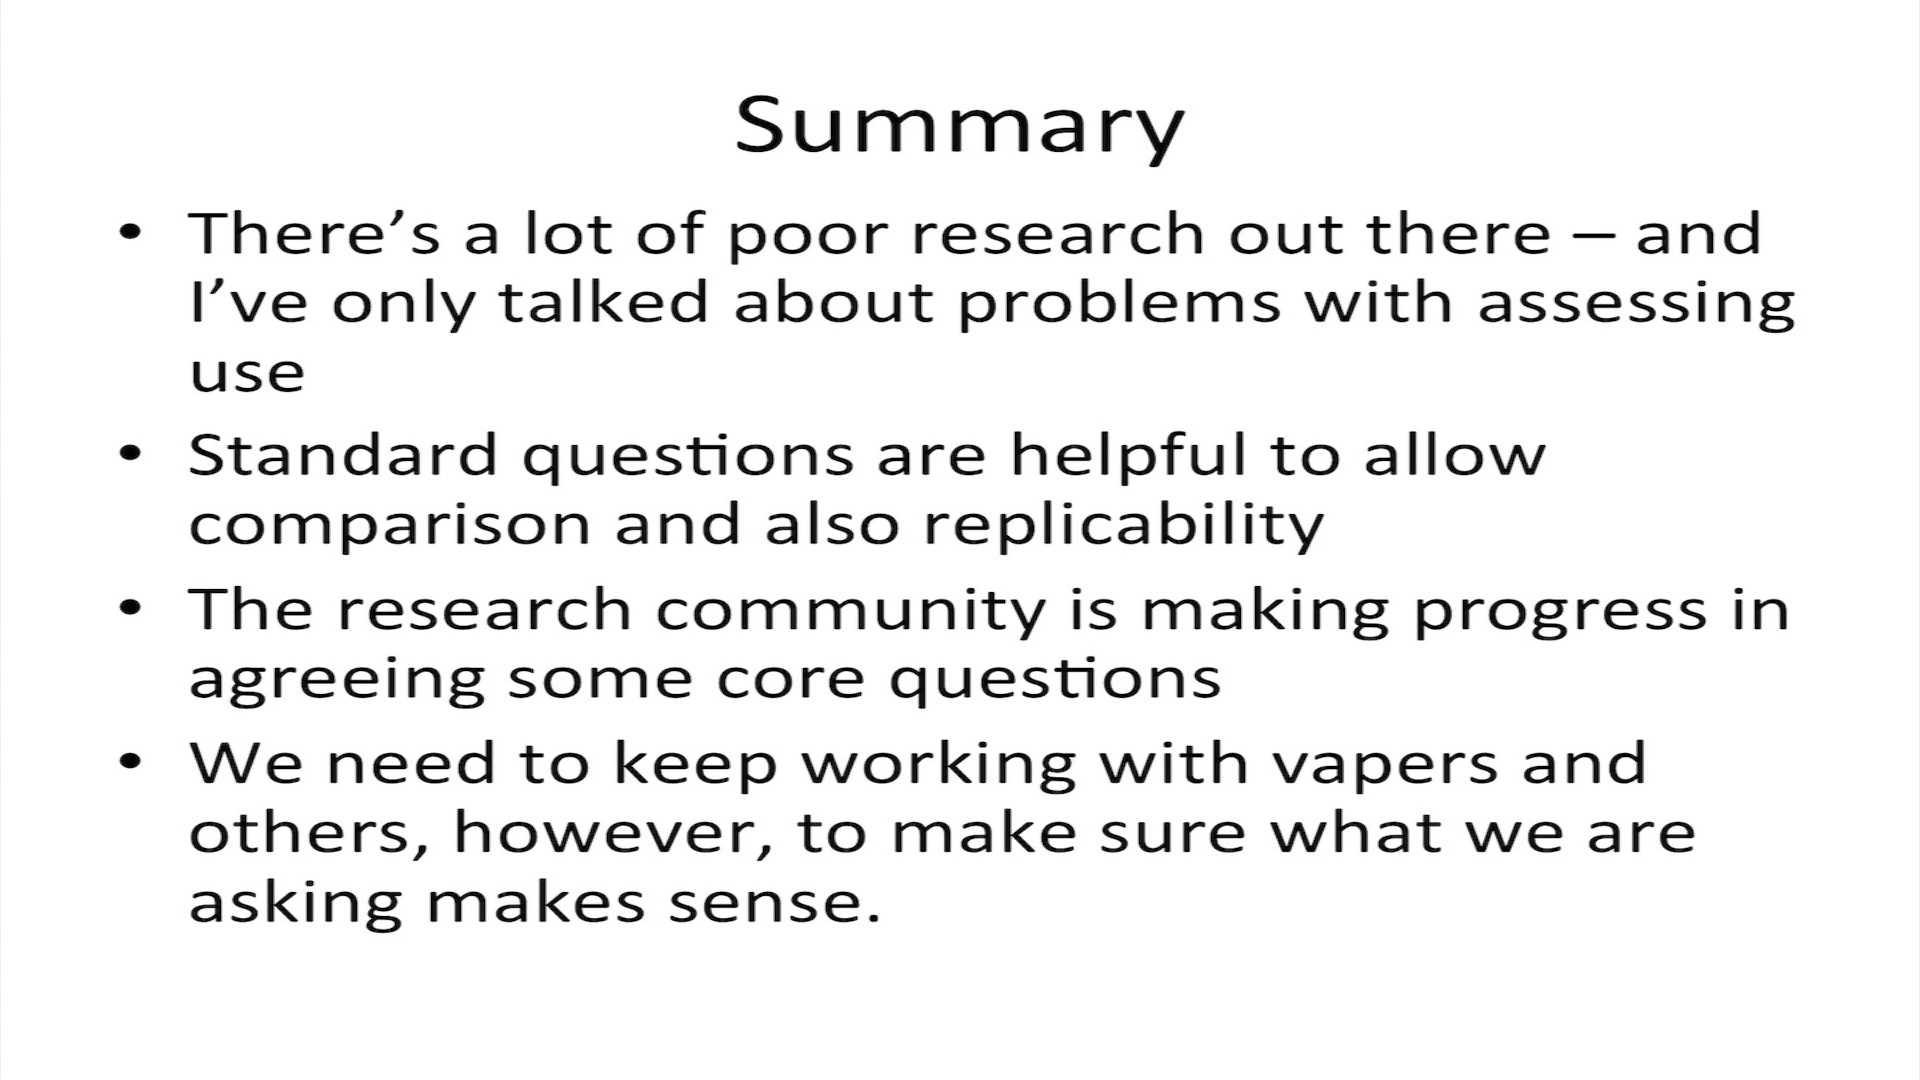 Summary
• There’s a lot of poor research out there – and
I’ve only talked about problems with assessing
use
• Standard questions are helpful to allow
comparison and also replicability
• The research community is making progress in
agreeing some core questions
• We need to keep working with vapers and
others, however, to make sure what we are
asking makes sense.